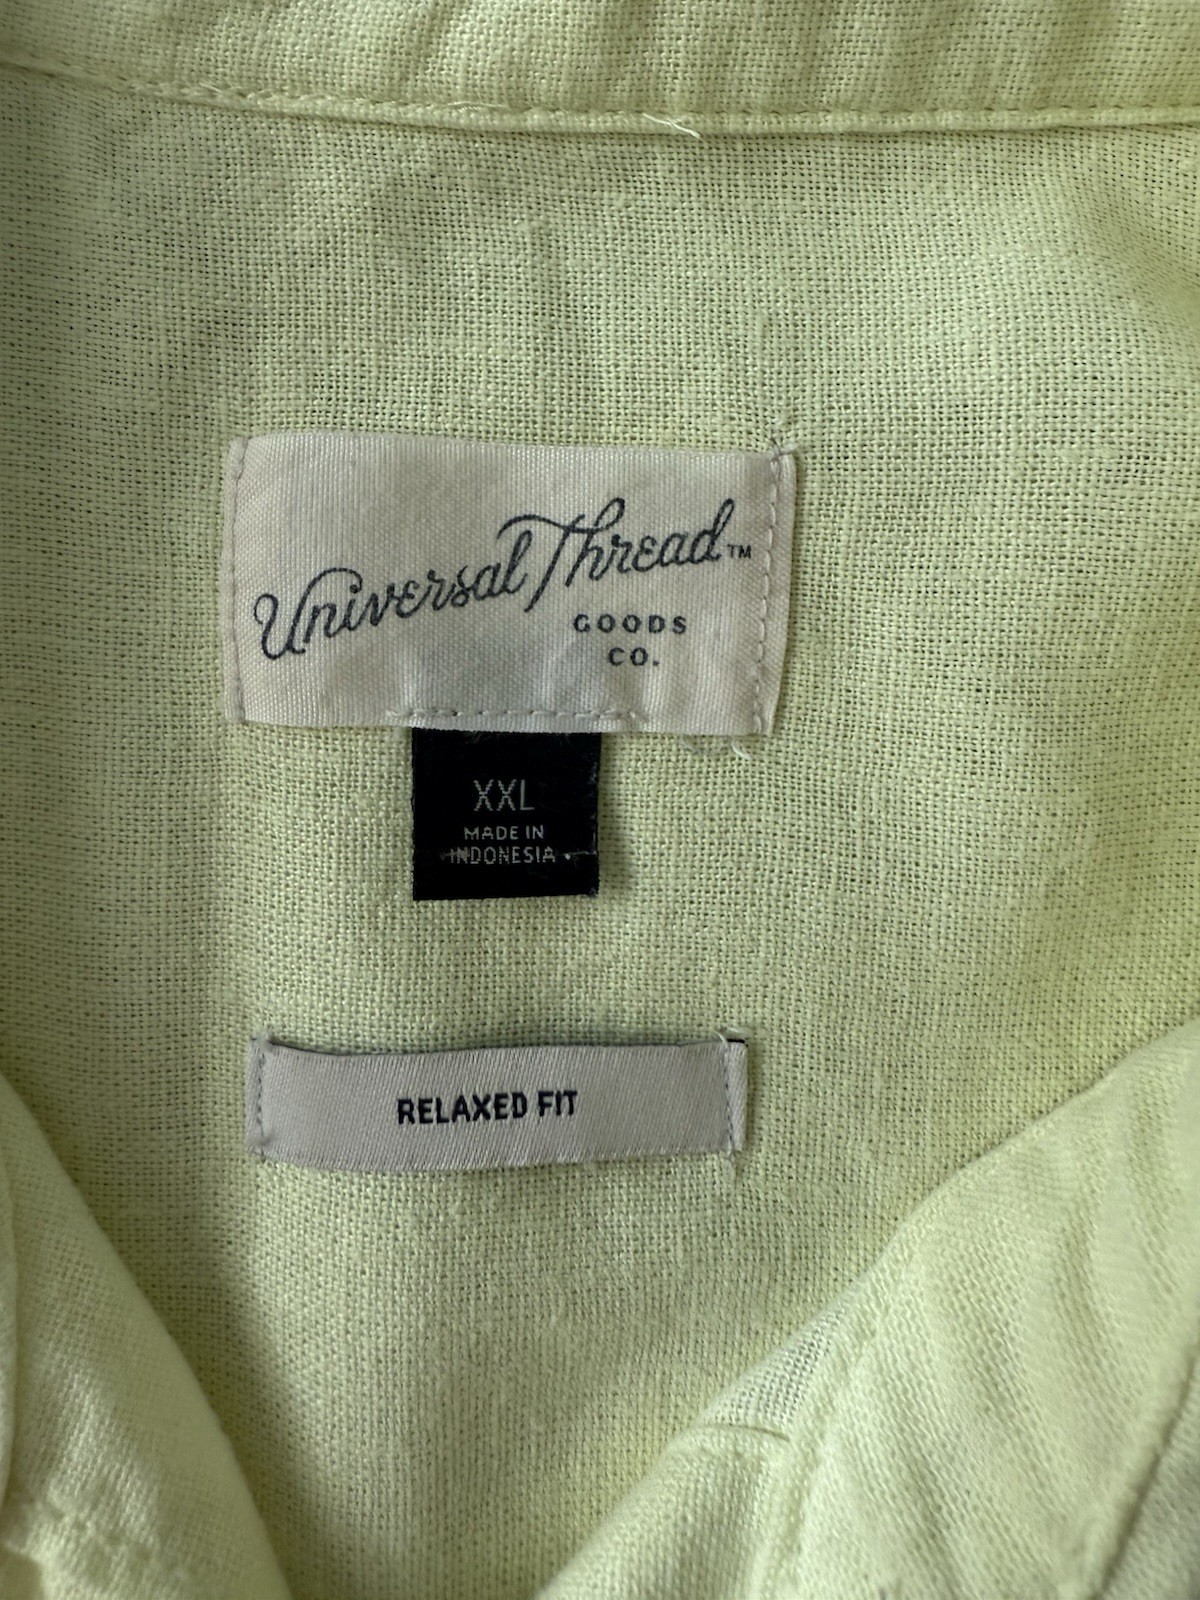 Universal Thread™
GOODS
CO.
XXL
MADE IN
INDONESIA
RELAXED FIT